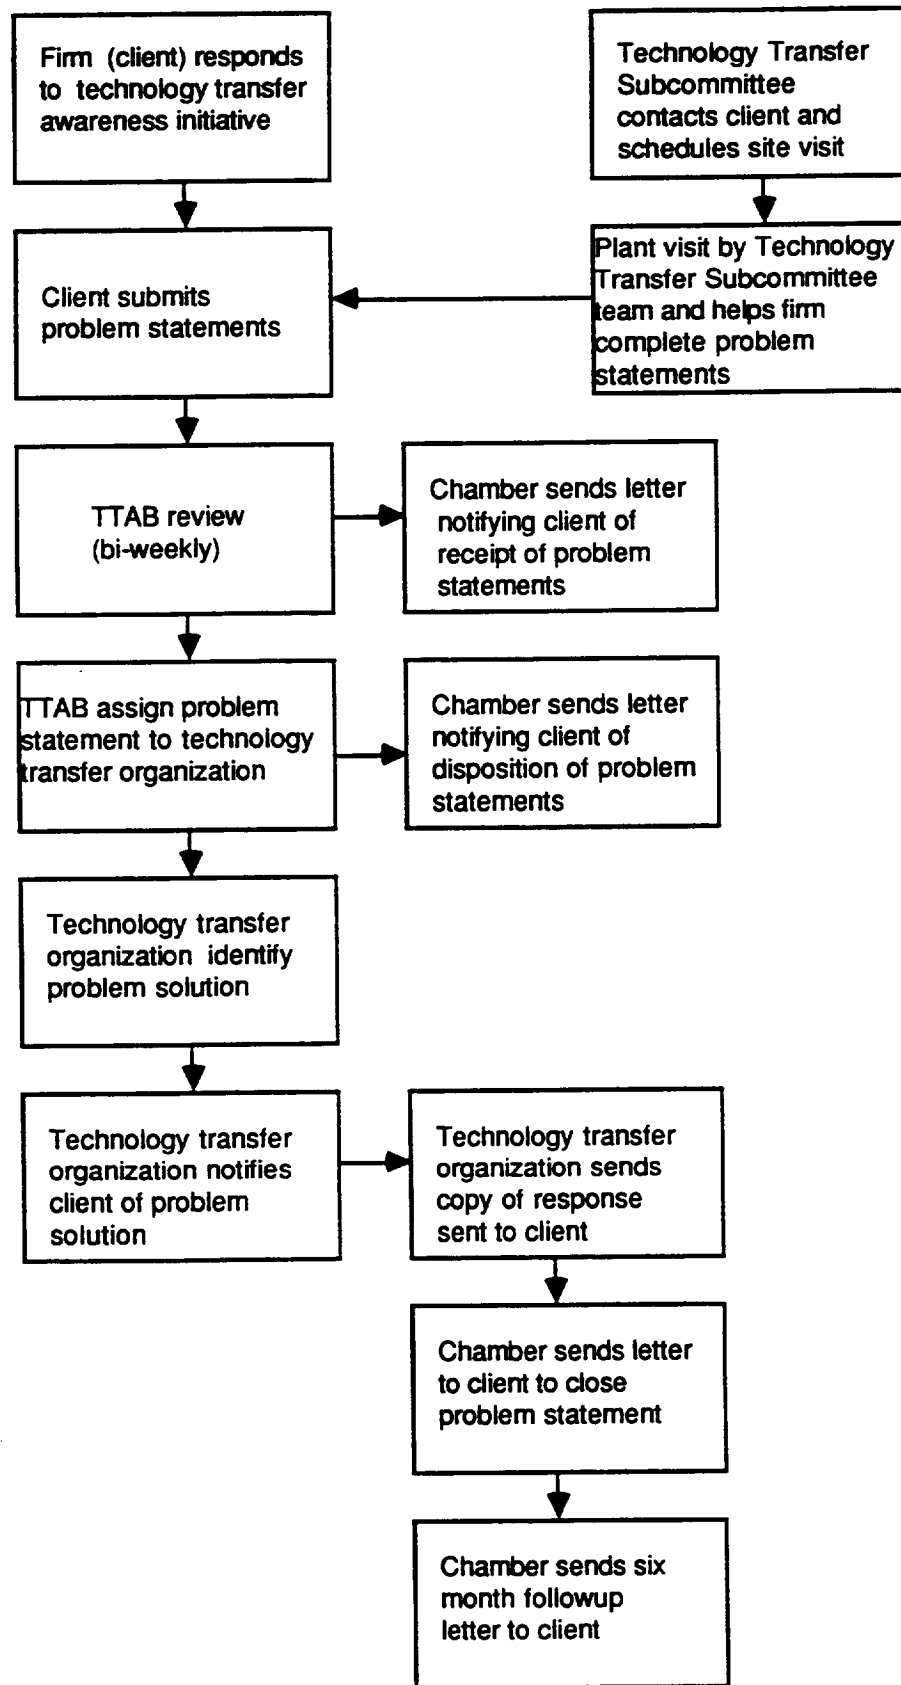 Firm (client) responds
to technology transfer
awareness initiative
Technology Transfer
Subcommittee
contacts client and
schedules site visit
Client submits
problem statements
Plant visit by Technology
Transfer Subcommittee
team and helps firm
complete problem
statements
TTAB review
(bi-weekly)
Chamber sends letter
notifying client of
receipt of problem
statements
TTAB assign problem
statement to technology
transfer organization
Chamber sends letter
notifying client of
disposition of problem
statements
Technology transfer
organization identify
problem solution
Technology transfer
organization notifies
client of problem
solution
Technology transfer
organization sends
copy of response
sent to client
Chamber sends letter
to client to close
problem statement
Chamber sends six
month followup
letter to client